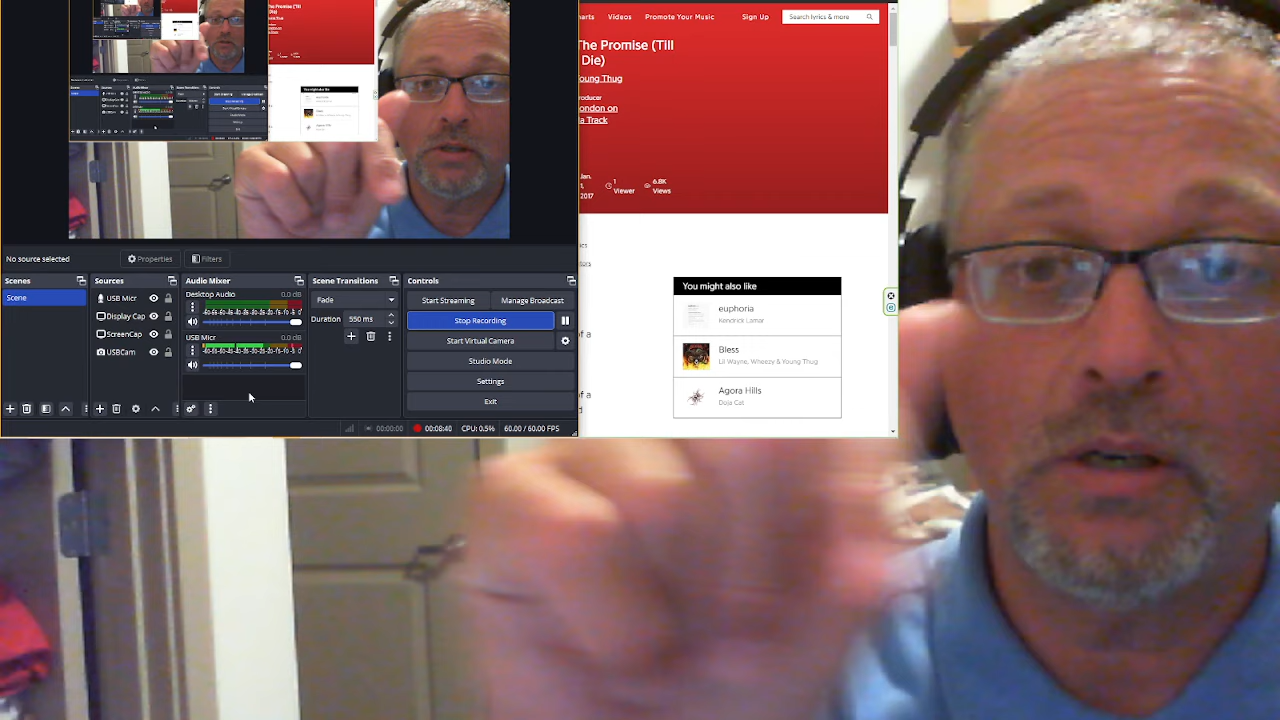 arts Videos Promote Your Music Sign Up Search lyrics & more
The Promise (Till
Die)
oung Thug
roducer
ondon on
a Track
Jan.
1,
2017
1
Viewer
6.8K
Views
You might also like
euphoria
Kendrick Lamar
Bless
Lil Wayne, Wheezy & Young Thug
Agora Hills
Doja Cat
of a
of a
d
No source selected Properties Filters
Scenes Sources Audio Mixer Scene Transitions Controls
Scene
USB Micr
Display Cap
ScreenCap
USBCam
Desktop Audio 0.0 dB
USB Micr 0.0 dB
Fade
Duration 550 ms
Start Streaming Manage Broadcast
Stop Recording
Start Virtual Camera
Studio Mode
Settings
Exit
00:00:00 00:08:40 CPU: 0.5% 60.00 / 60.00 FPS